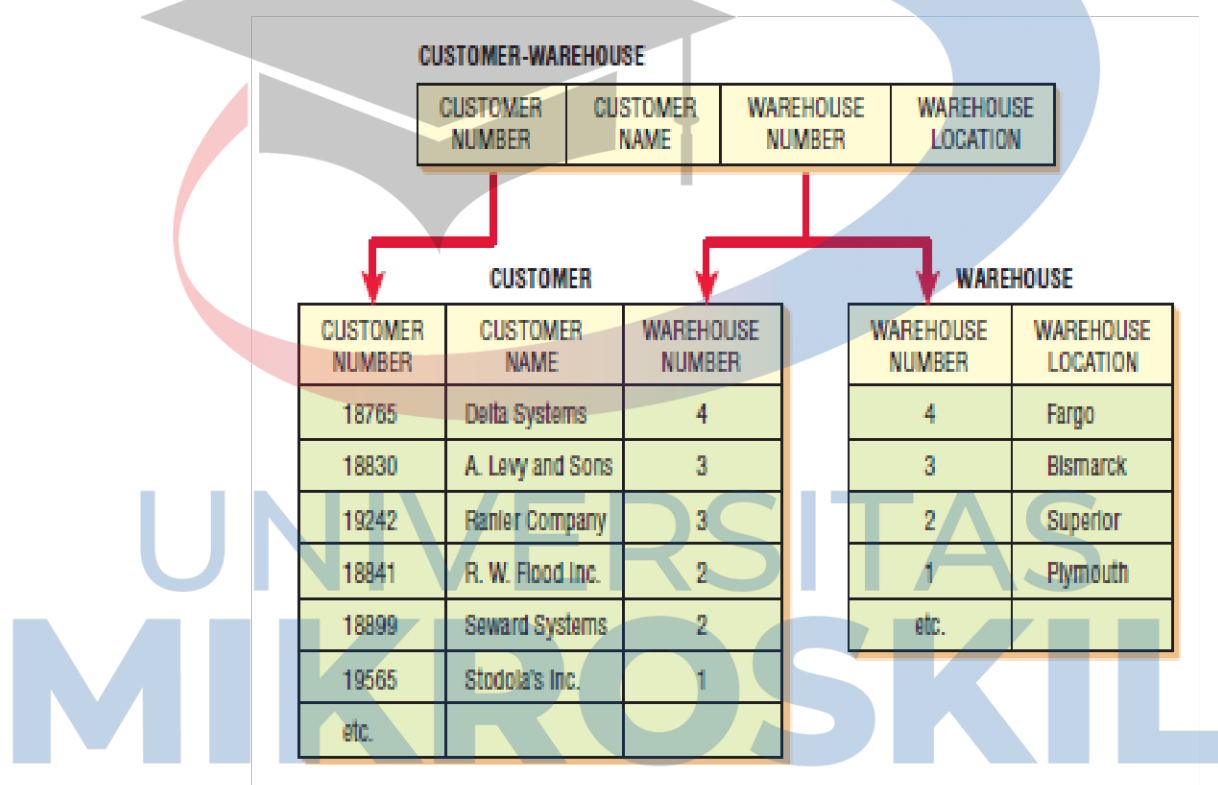 CUSTOMER-WAREHOUSE
CUSTOMER NUMBER
CUSTOMER NAME
WAREHOUSE NUMBER
WAREHOUSE LOCATION
CUSTOMER
CUSTOMER NUMBER
CUSTOMER NAME
WAREHOUSE NUMBER
18765 Delta Systems 4
18830 A. Levy and Sons 3
19242 Ranier Company 3
18841 R. W. Flood Inc. 2
18899 Seward Systems 2
19565 Stodola's Inc. 1
etc.
WAREHOUSE
WAREHOUSE NUMBER
WAREHOUSE LOCATION
4 Fargo
3 Bismarck
2 Superior
1 Plymouth
etc.
UNIVERSITAS
MIKROSKIL